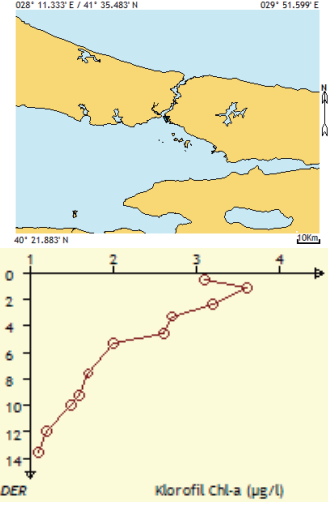 028° 11.333' E / 41° 35.483' N
029° 51.599' E
N
40° 21.883' N
10Km
1 2 3 4
0
2
4
6
8
10
12
14
DER
Klorofil Chl-a (µg/l)